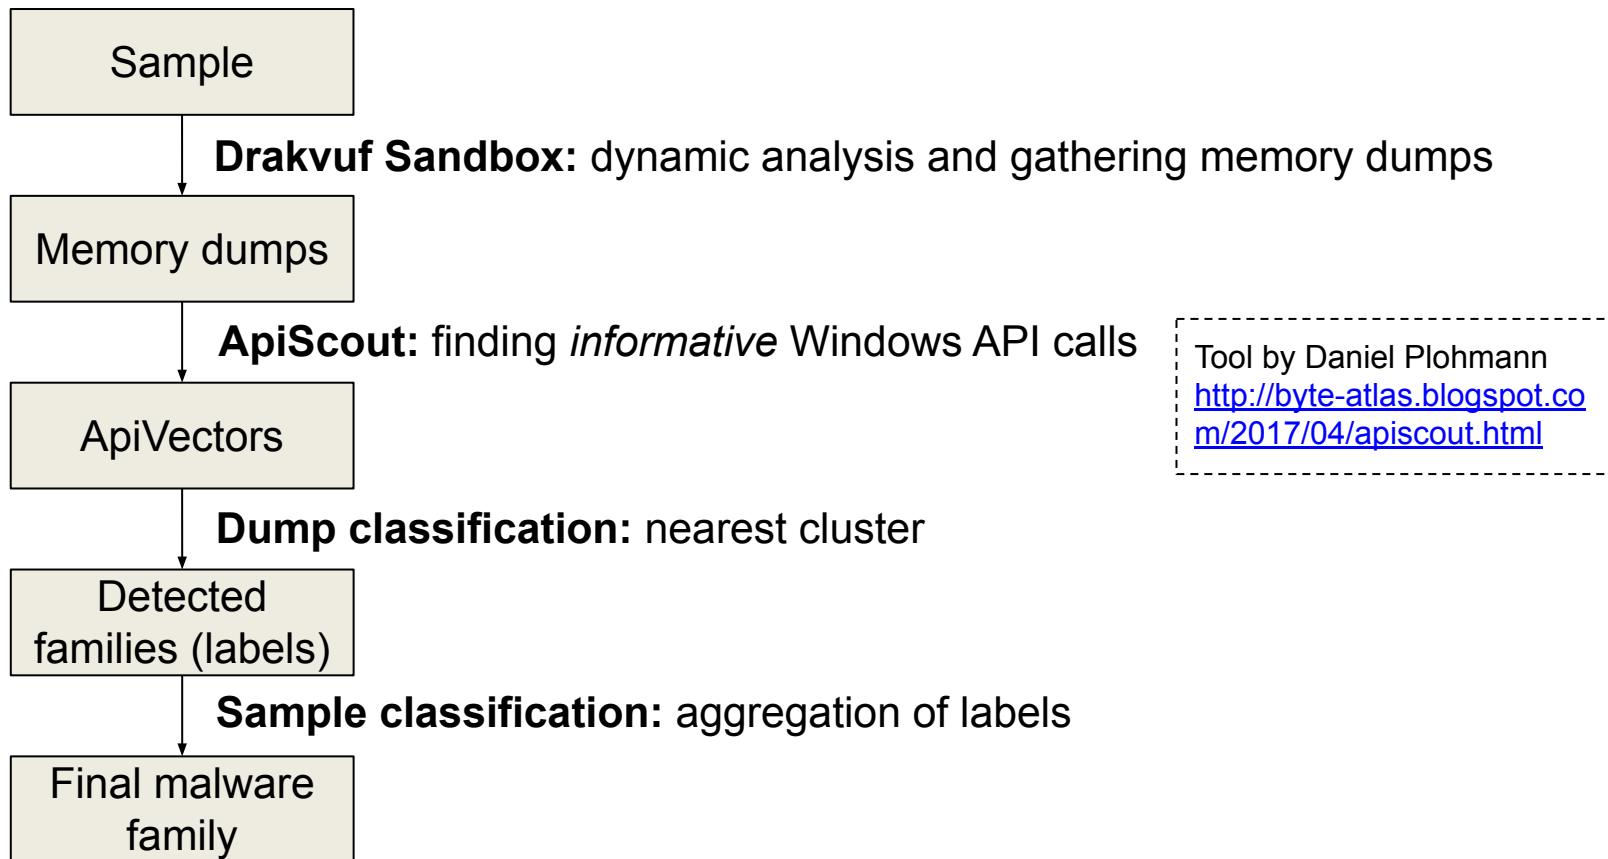 Sample
Drakvuf Sandbox: dynamic analysis and gathering memory dumps
Memory dumps
ApiScout: finding informative Windows API calls
Tool by Daniel Plohmann
http://byte-atlas.blogspot.co
m/2017/04/apiscout.html
ApiVectors
Dump classification: nearest cluster
Detected
families (labels)
Sample classification: aggregation of labels
Final malware
family